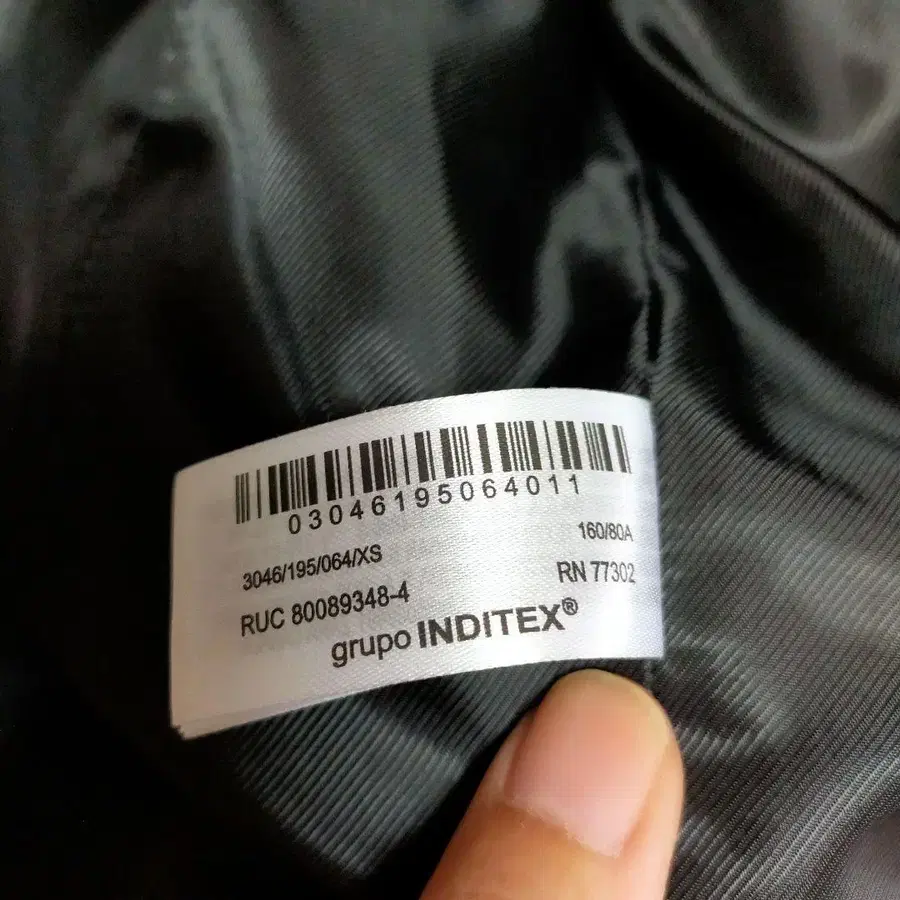 03046195064011
3046/195/064/XS 160/80A
RUC 80089348-4 RN 77302
grupo INDITEX®